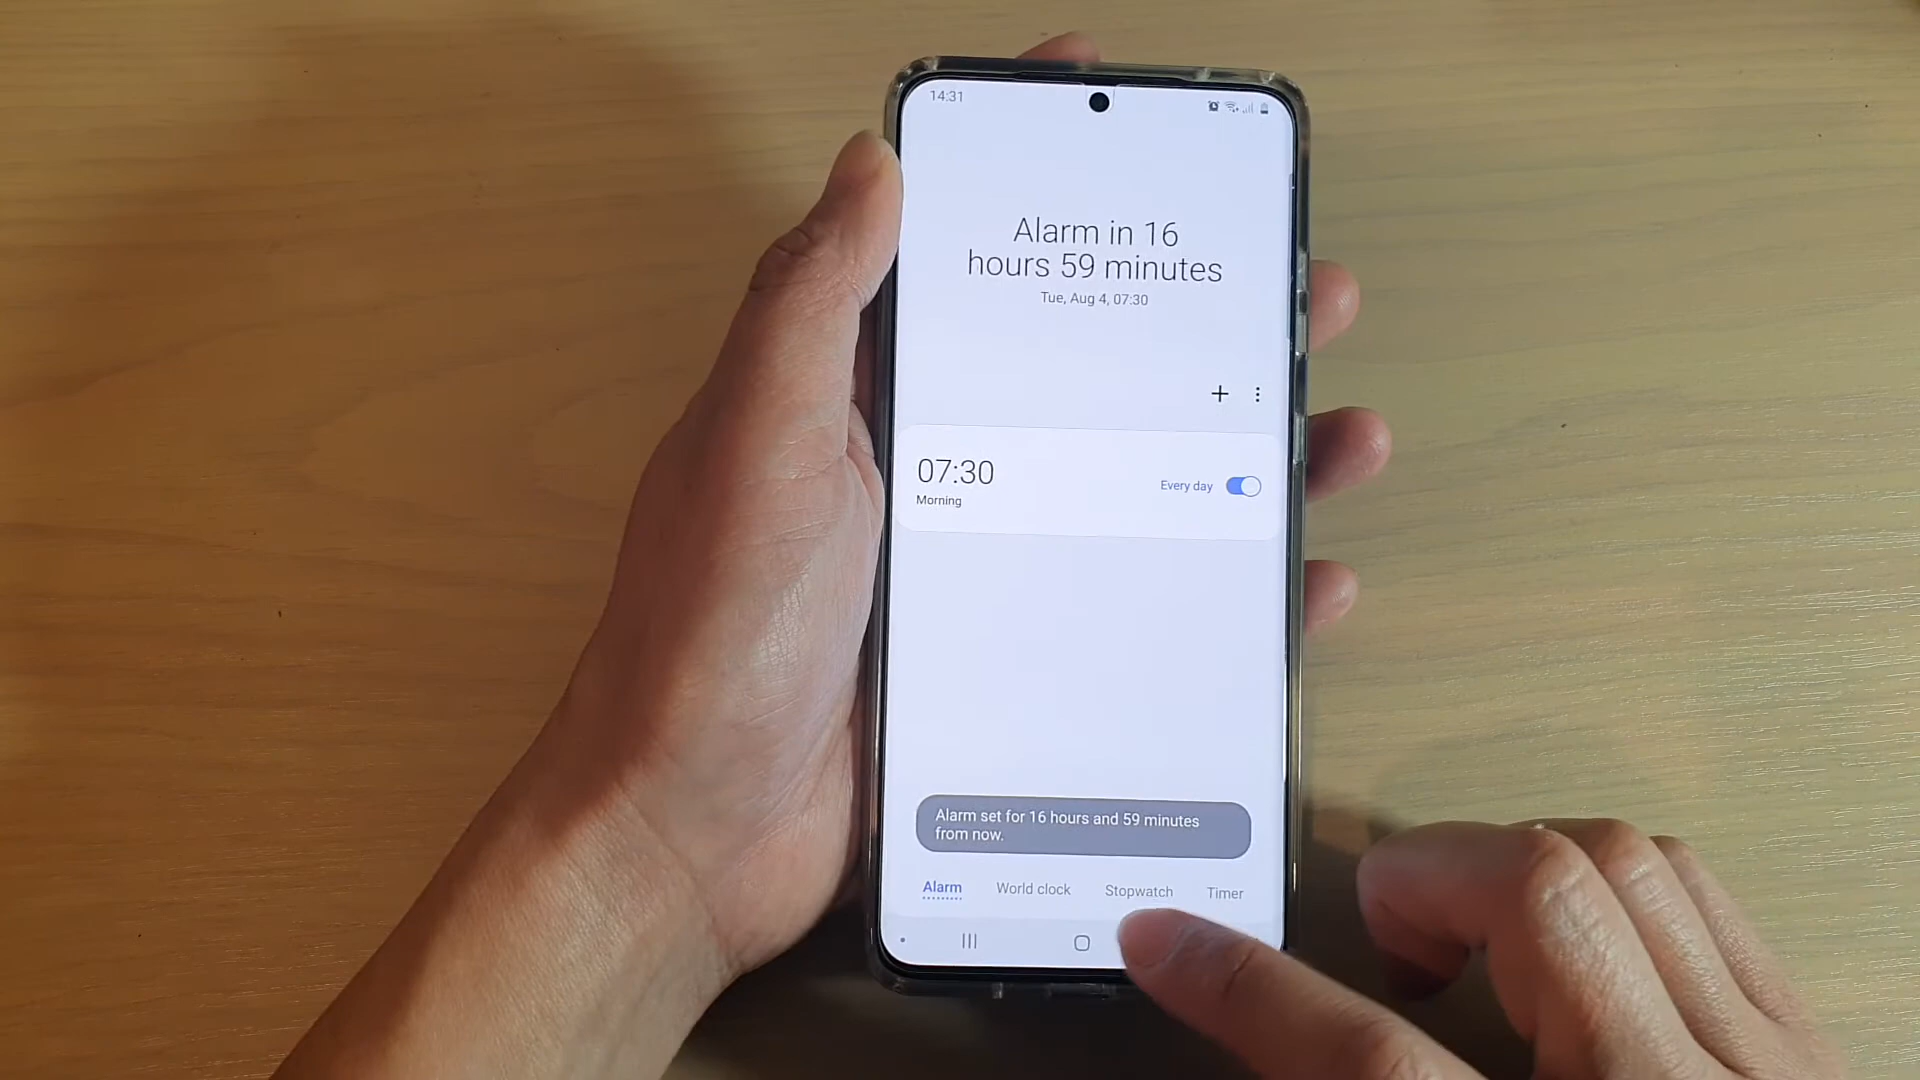 14:31
Alarm in 16
hours 59 minutes
Tue, Aug 4, 07:30
07:30
Every day
Morning
Alarm set for 16 hours and 59 minutes
from now.
Alarm World clock Stopwatch Timer